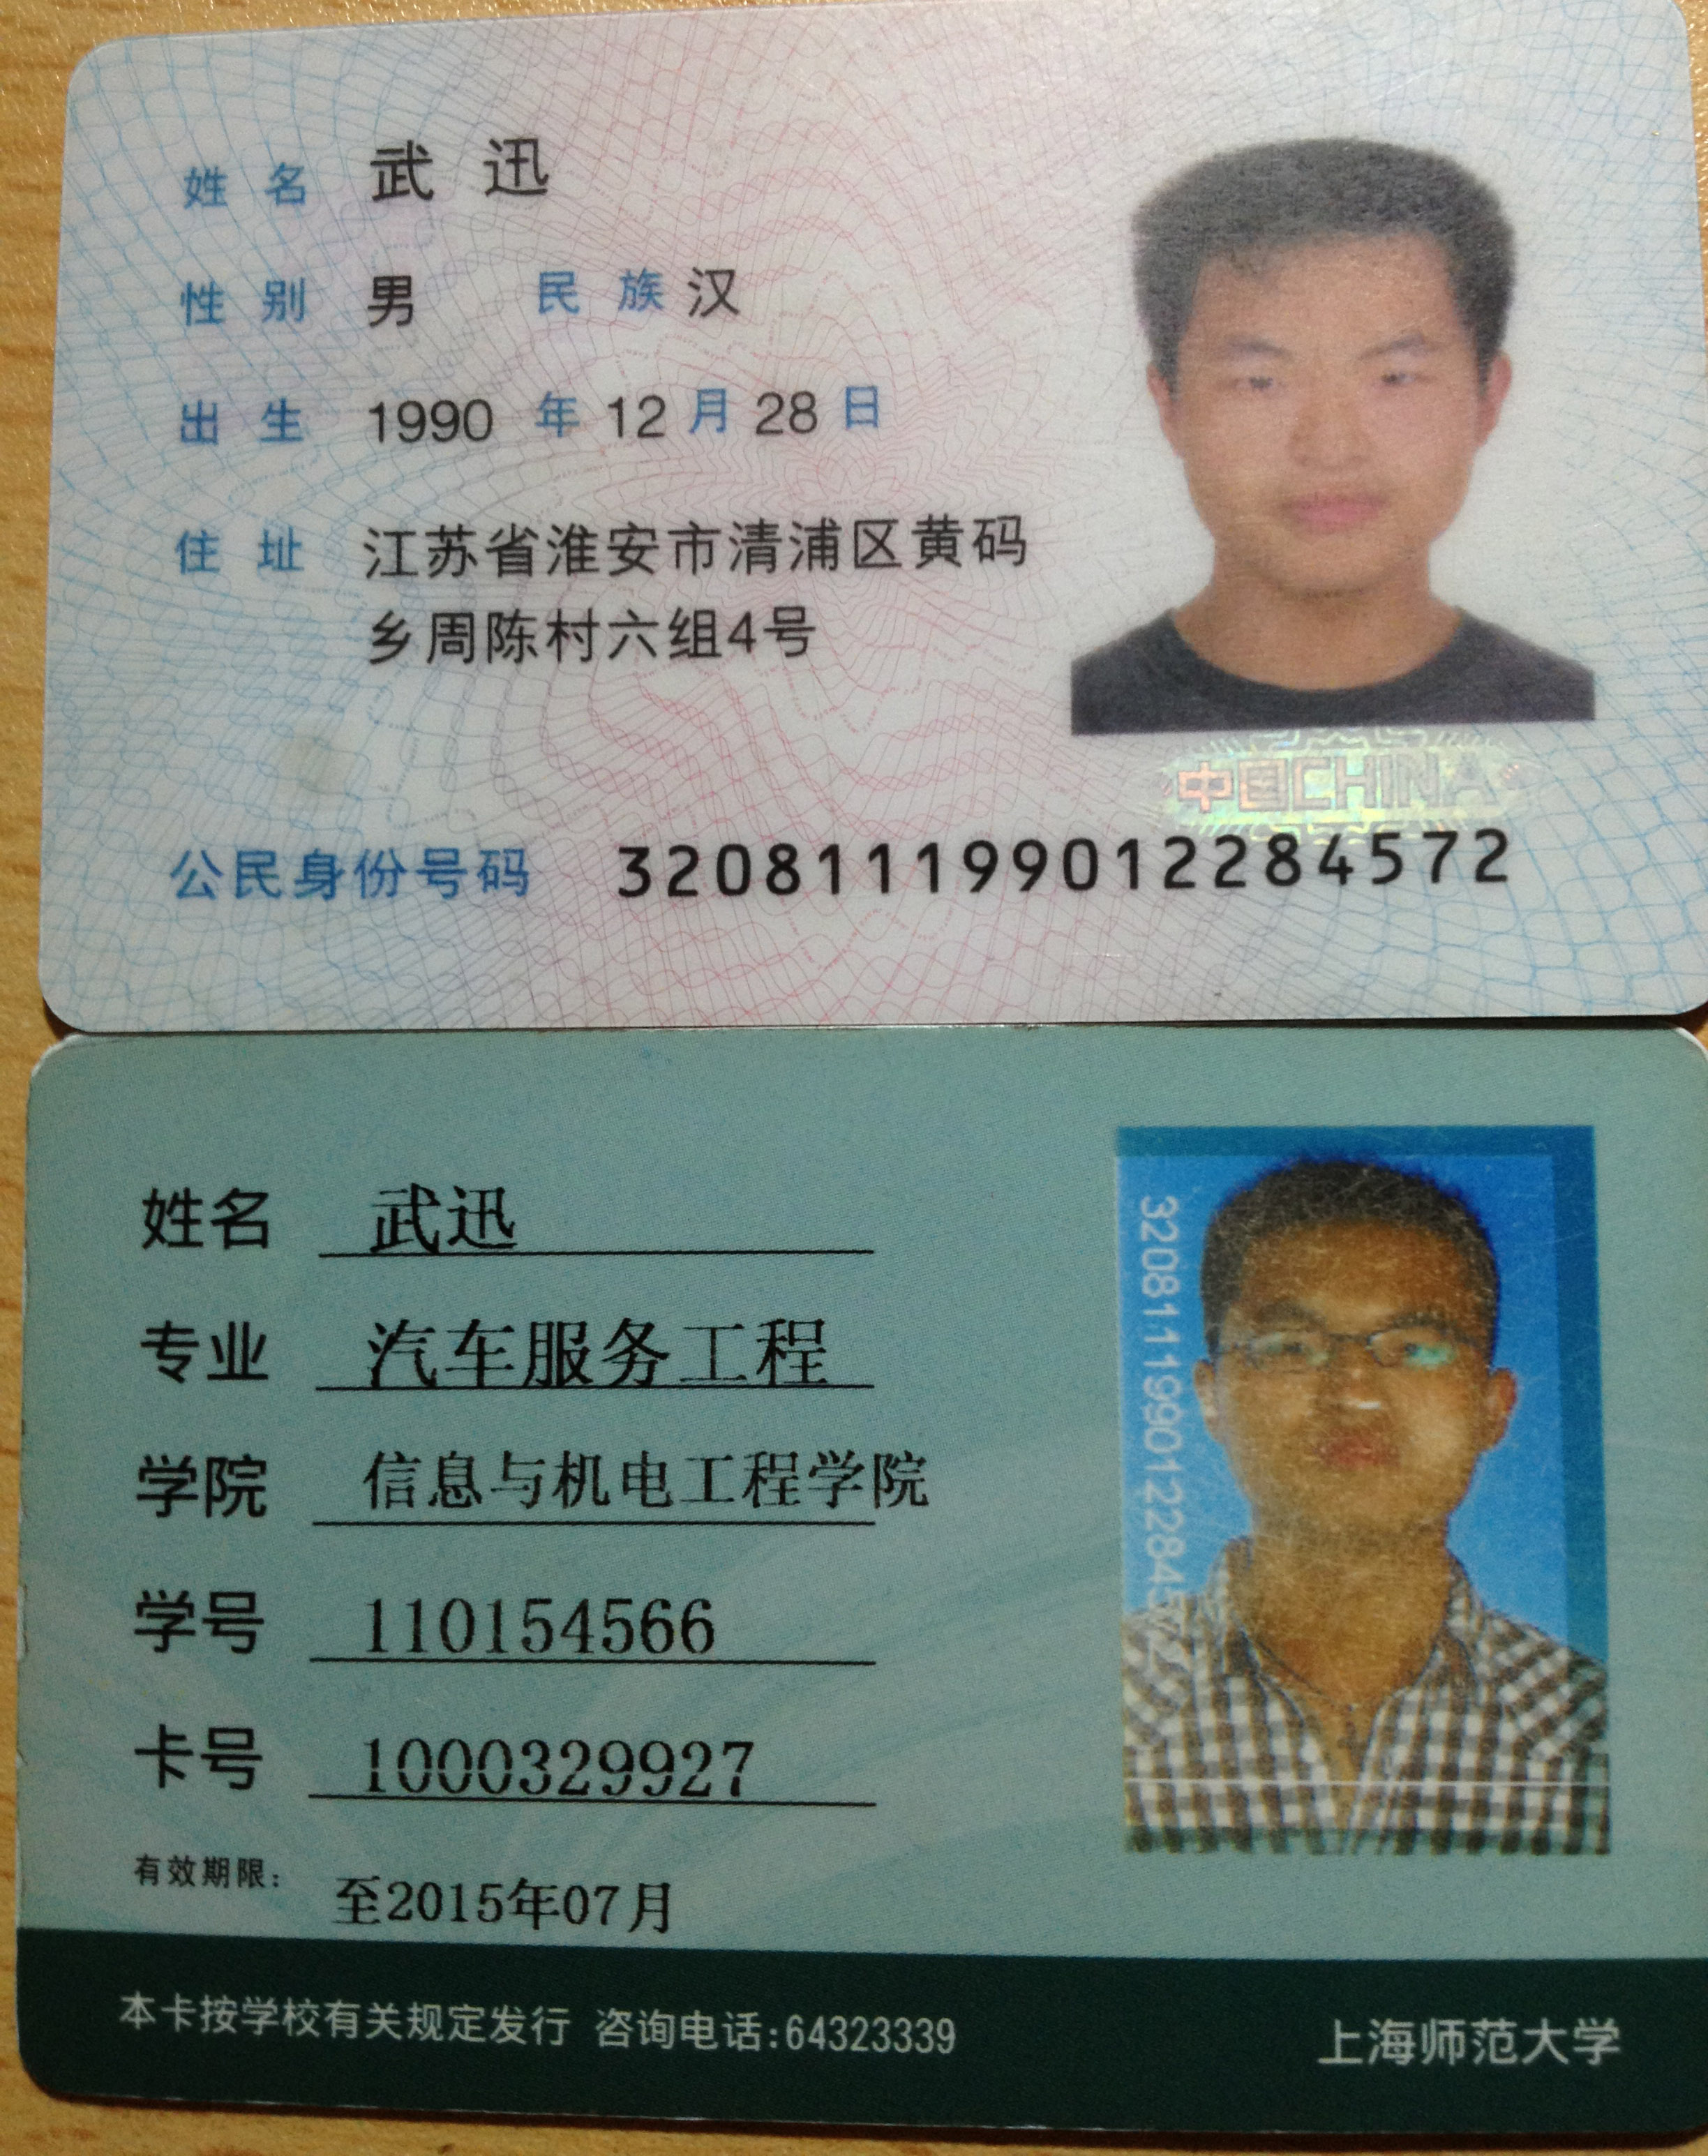 姓名 武迅
性别 男 民族 汉
出生 1990 年 12 月 28 日
住址 江苏省淮安市清浦区黄码
乡周陈村六组4号
中国CHINA
公民身份号码 320811199012284572
姓名 武迅
专业 汽车服务工程
学院 信息与机电工程学院
学号 110154566
卡号 1000329927
有效期限: 至2015年07月
本卡按学校有关规定发行 咨询电话:64323339
上海师范大学